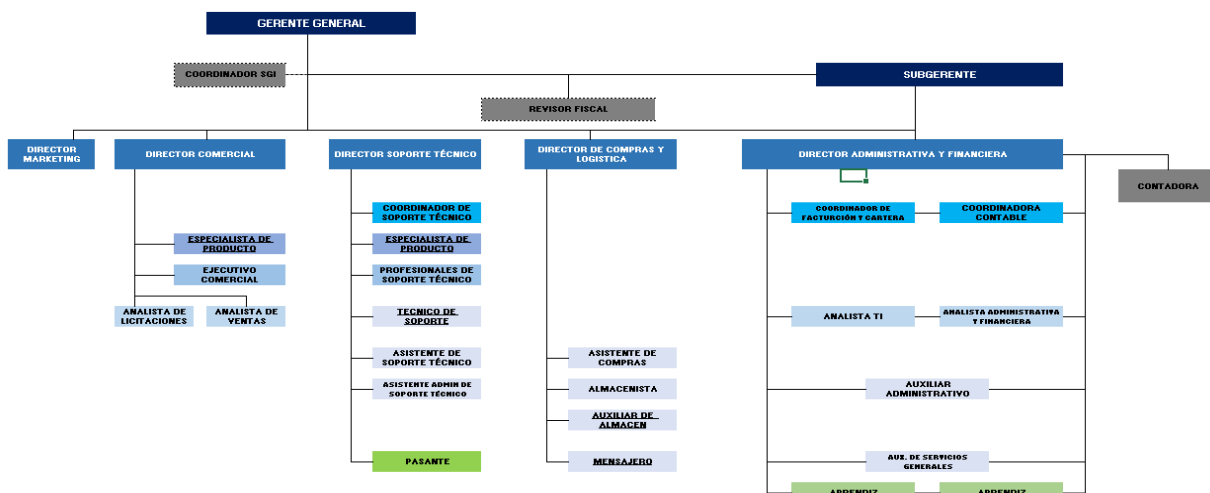 GERENTE GENERAL
COORDINADOR SGI
SUBGERENTE
REVISOR FISCAL
DIRECTOR
MARKETING
DIRECTOR COMERCIAL
DIRECTOR SOPORTE TÉCNICO
DIRECTOR DE COMPRAS Y
LOGISTICA
DIRECTOR ADMINISTRATIVA Y FINANCIERA
CONTADORA
COORDINADOR DE
SOPORTE TÉCNICO
COORDINADOR DE
FACTURCIÓN Y CARTERA
COORDINADORA
CONTABLE
ESPECIALISTA DE
PRODUCTO
ESPECIALISTA DE
PRODUCTO
EJECUTIVO
COMERCIAL
PROFESIONALES DE
SOPORTE TÉCNICO
ANALISTA DE
LICITACIONES
ANALISTA DE
VENTAS
TECNICO DE
SOPORTE
ANALISTA TI
ANALISTA ADMINISTRATIVA
Y FINANCIERA
ASISTENTE DE
SOPORTE TÉCNICO
ASISTENTE DE
COMPRAS
ASISTENTE ADMIN DE
SOPORTE TÉCNICO
ALMACENISTA
AUXILIAR
ADMINISTRATIVO
AUXILIAR DE
ALMACEN
PASANTE
MENSAJERO
AUX. DE SERVICIOS
GENERALES
APRENDIZ
APRENDIZ